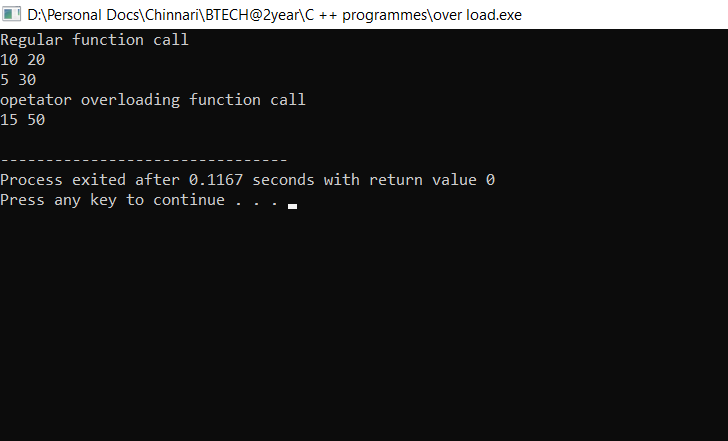 D:\Personal Docs\Chinnari\BTECH@2year\C ++ programmes\over load.exe
Regular function call
10 20
5 30
opetator overloading function call
15 50
--------------------------------
Process exited after 0.1167 seconds with return value 0
Press any key to continue . . .